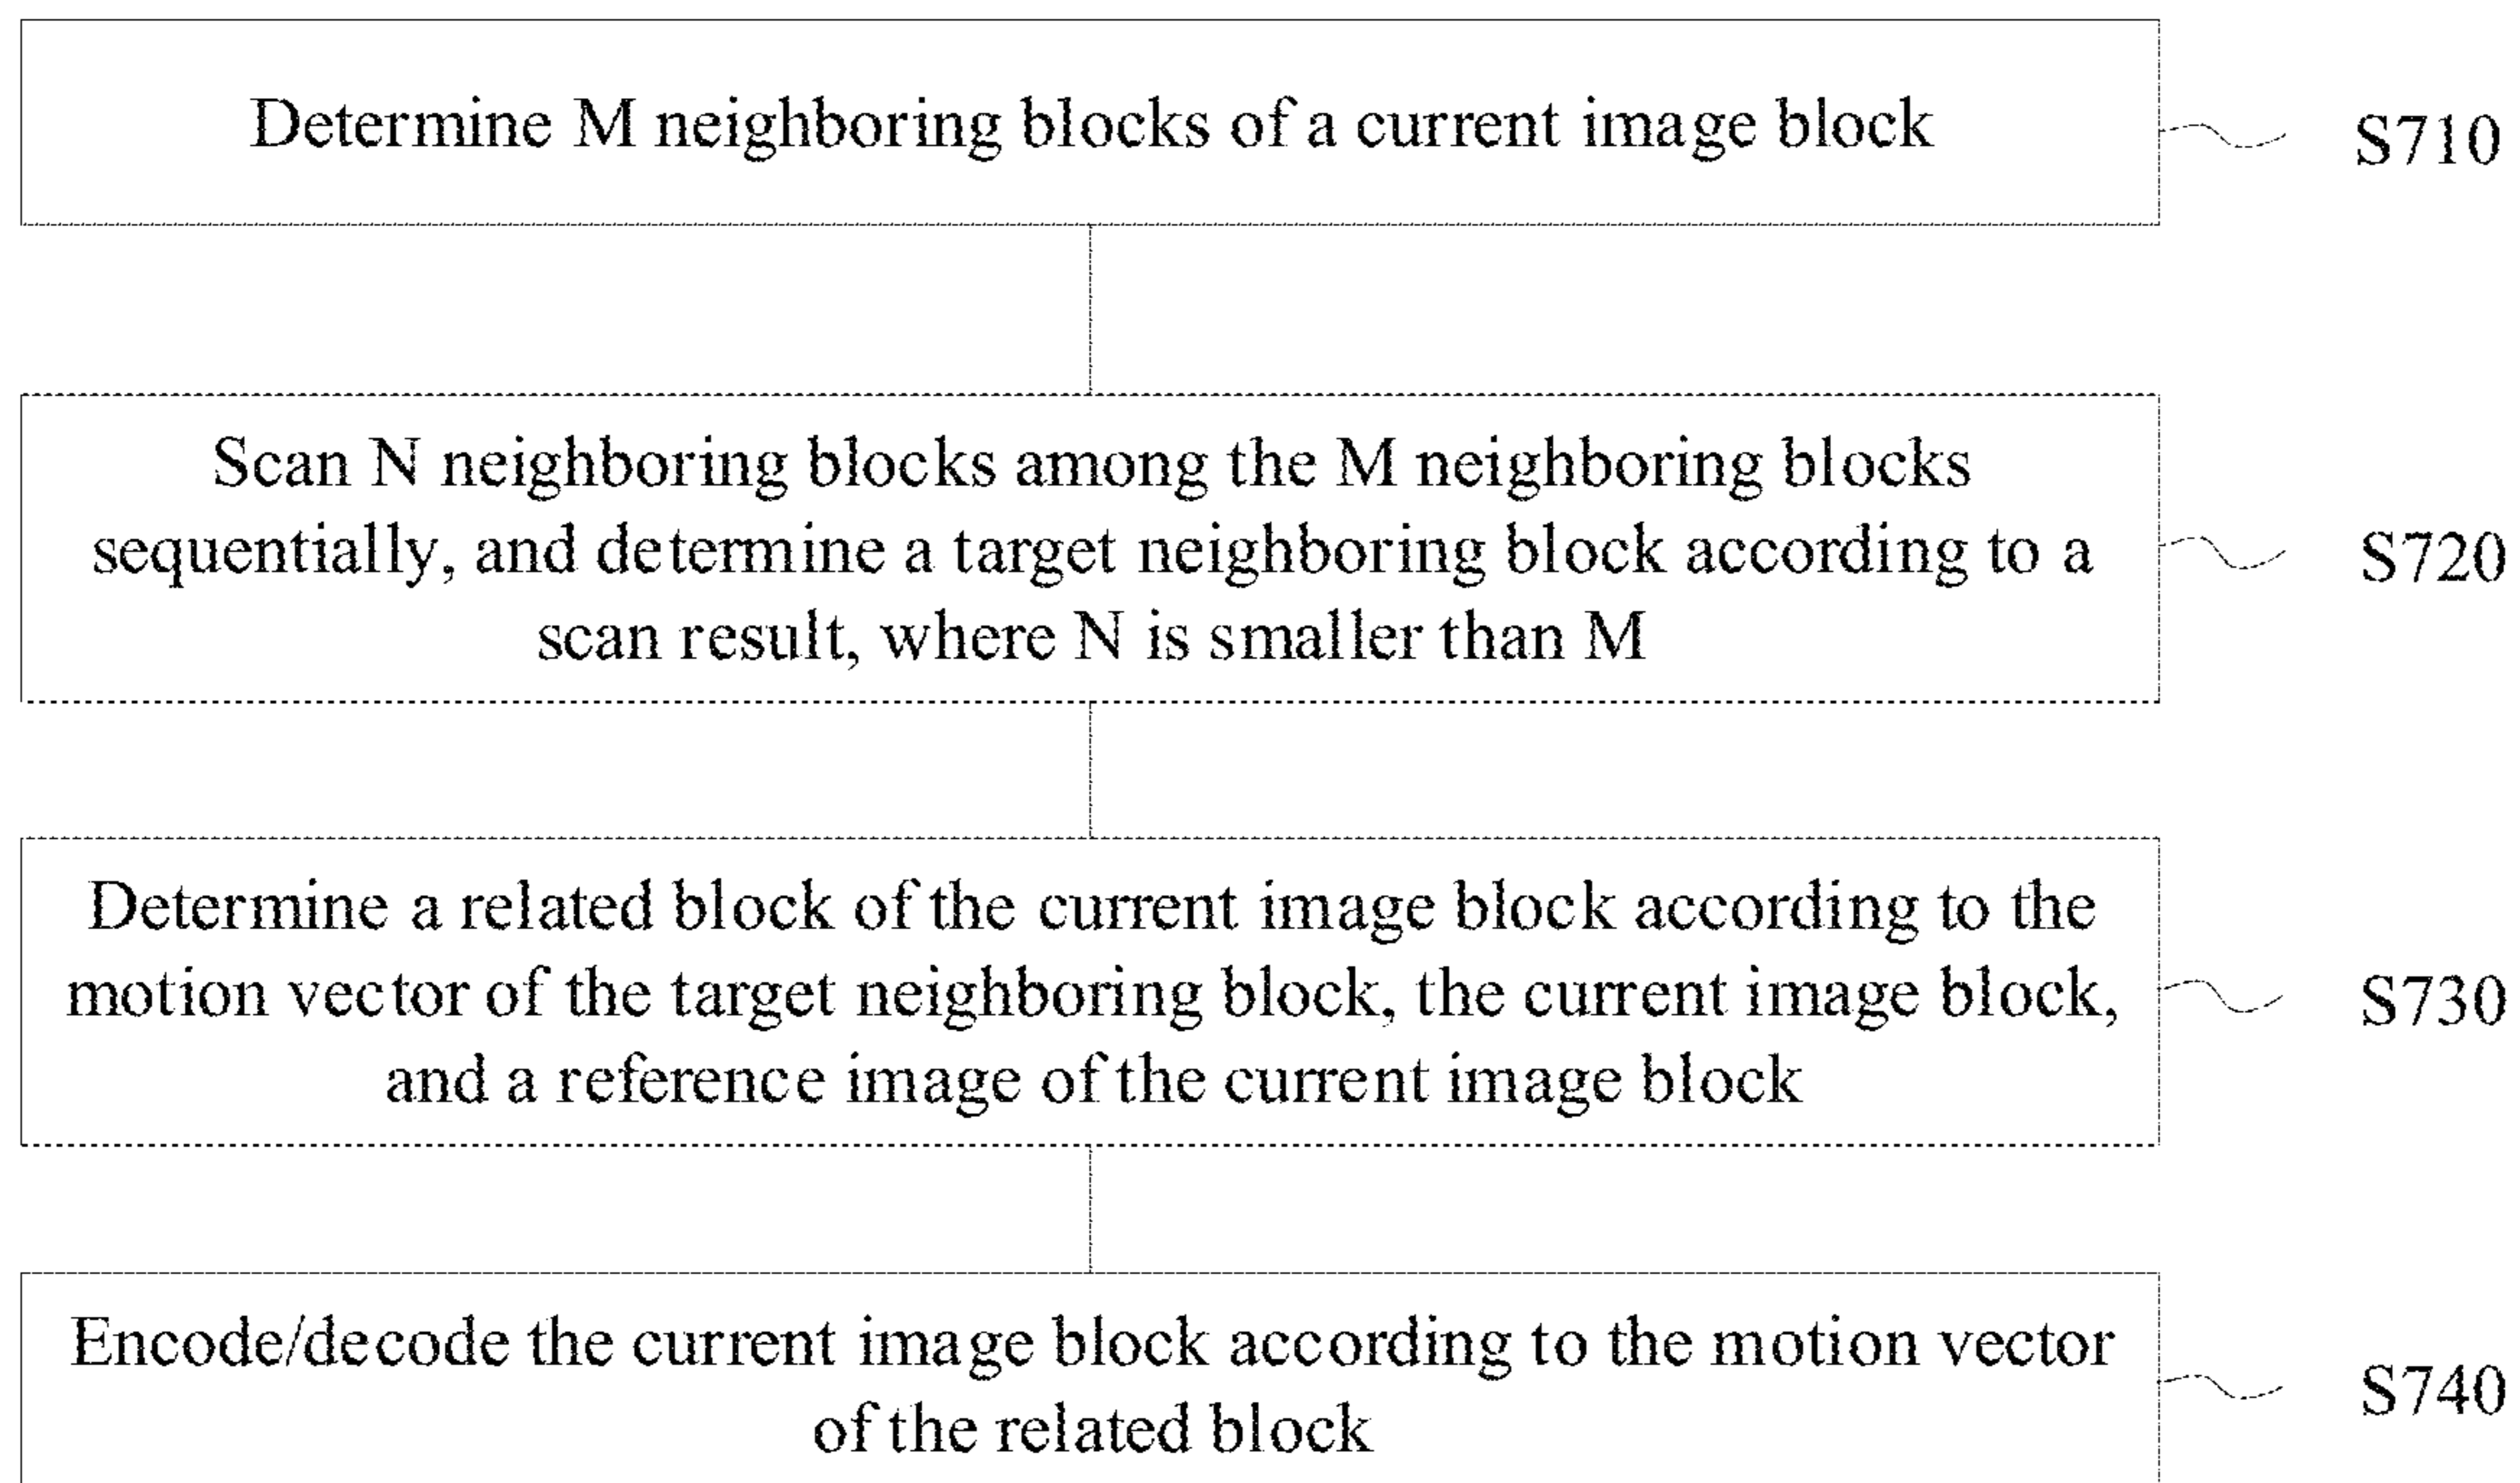 Determine M neighboring blocks of a current image block
S710
Scan N neighboring blocks among the M neighboring blocks
sequentially, and determine a target neighboring block according to a
scan result, where N is smaller than M
S720
Determine a related block of the current image block according to the
motion vector of the target neighboring block, the current image block,
and a reference image of the current image block
S730
Encode/decode the current image block according to the motion vector
of the related block
S740